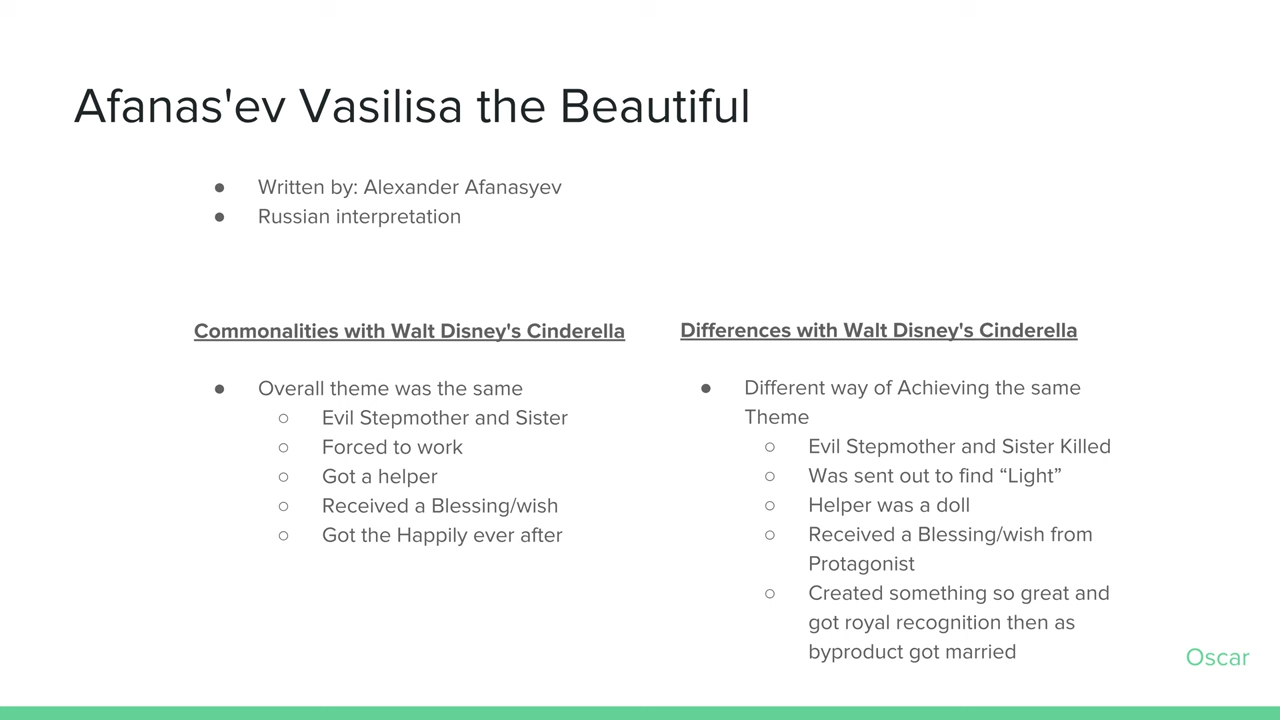 Afanas'ev Vasilisa the Beautiful
● Written by: Alexander Afanasyev
● Russian interpretation
Commonalities with Walt Disney's Cinderella
● Overall theme was the same
○ Evil Stepmother and Sister
○ Forced to work
○ Got a helper
○ Received a Blessing/wish
○ Got the Happily ever after
Differences with Walt Disney's Cinderella
● Different way of Achieving the same
Theme
○ Evil Stepmother and Sister Killed
○ Was sent out to find “Light”
○ Helper was a doll
○ Received a Blessing/wish from
Protagonist
○ Created something so great and
got royal recognition then as
byproduct got married
Oscar